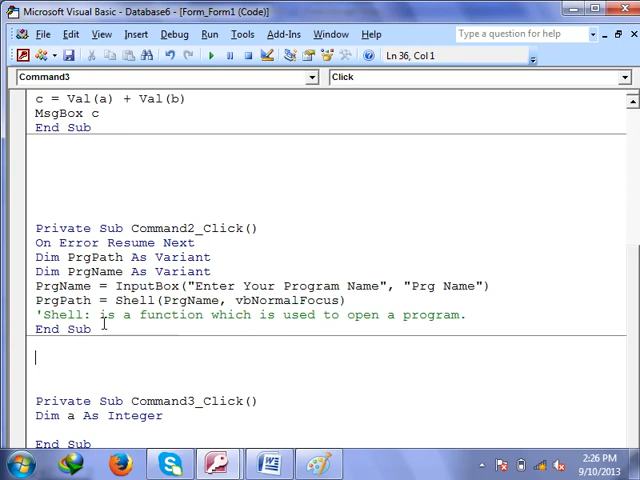 Microsoft Visual Basic - Database6 - [Form_Form1 (Code)]
File Edit View Insert Debug Run Tools Add-Ins Window Help
Type a question for help
Ln 36, Col 1
Command3 Click
c = Val(a) + Val(b)
MsgBox c
End Sub
Private Sub Command2_Click()
On Error Resume Next
Dim PrgPath As Variant
Dim PrgName As Variant
PrgName = InputBox("Enter Your Program Name", "Prg Name")
PrgPath = Shell(PrgName, vbNormalFocus)
'Shell: is a function which is used to open a program.
End Sub
Private Sub Command3_Click()
Dim a As Integer
End Sub
2:26 PM
9/10/2013